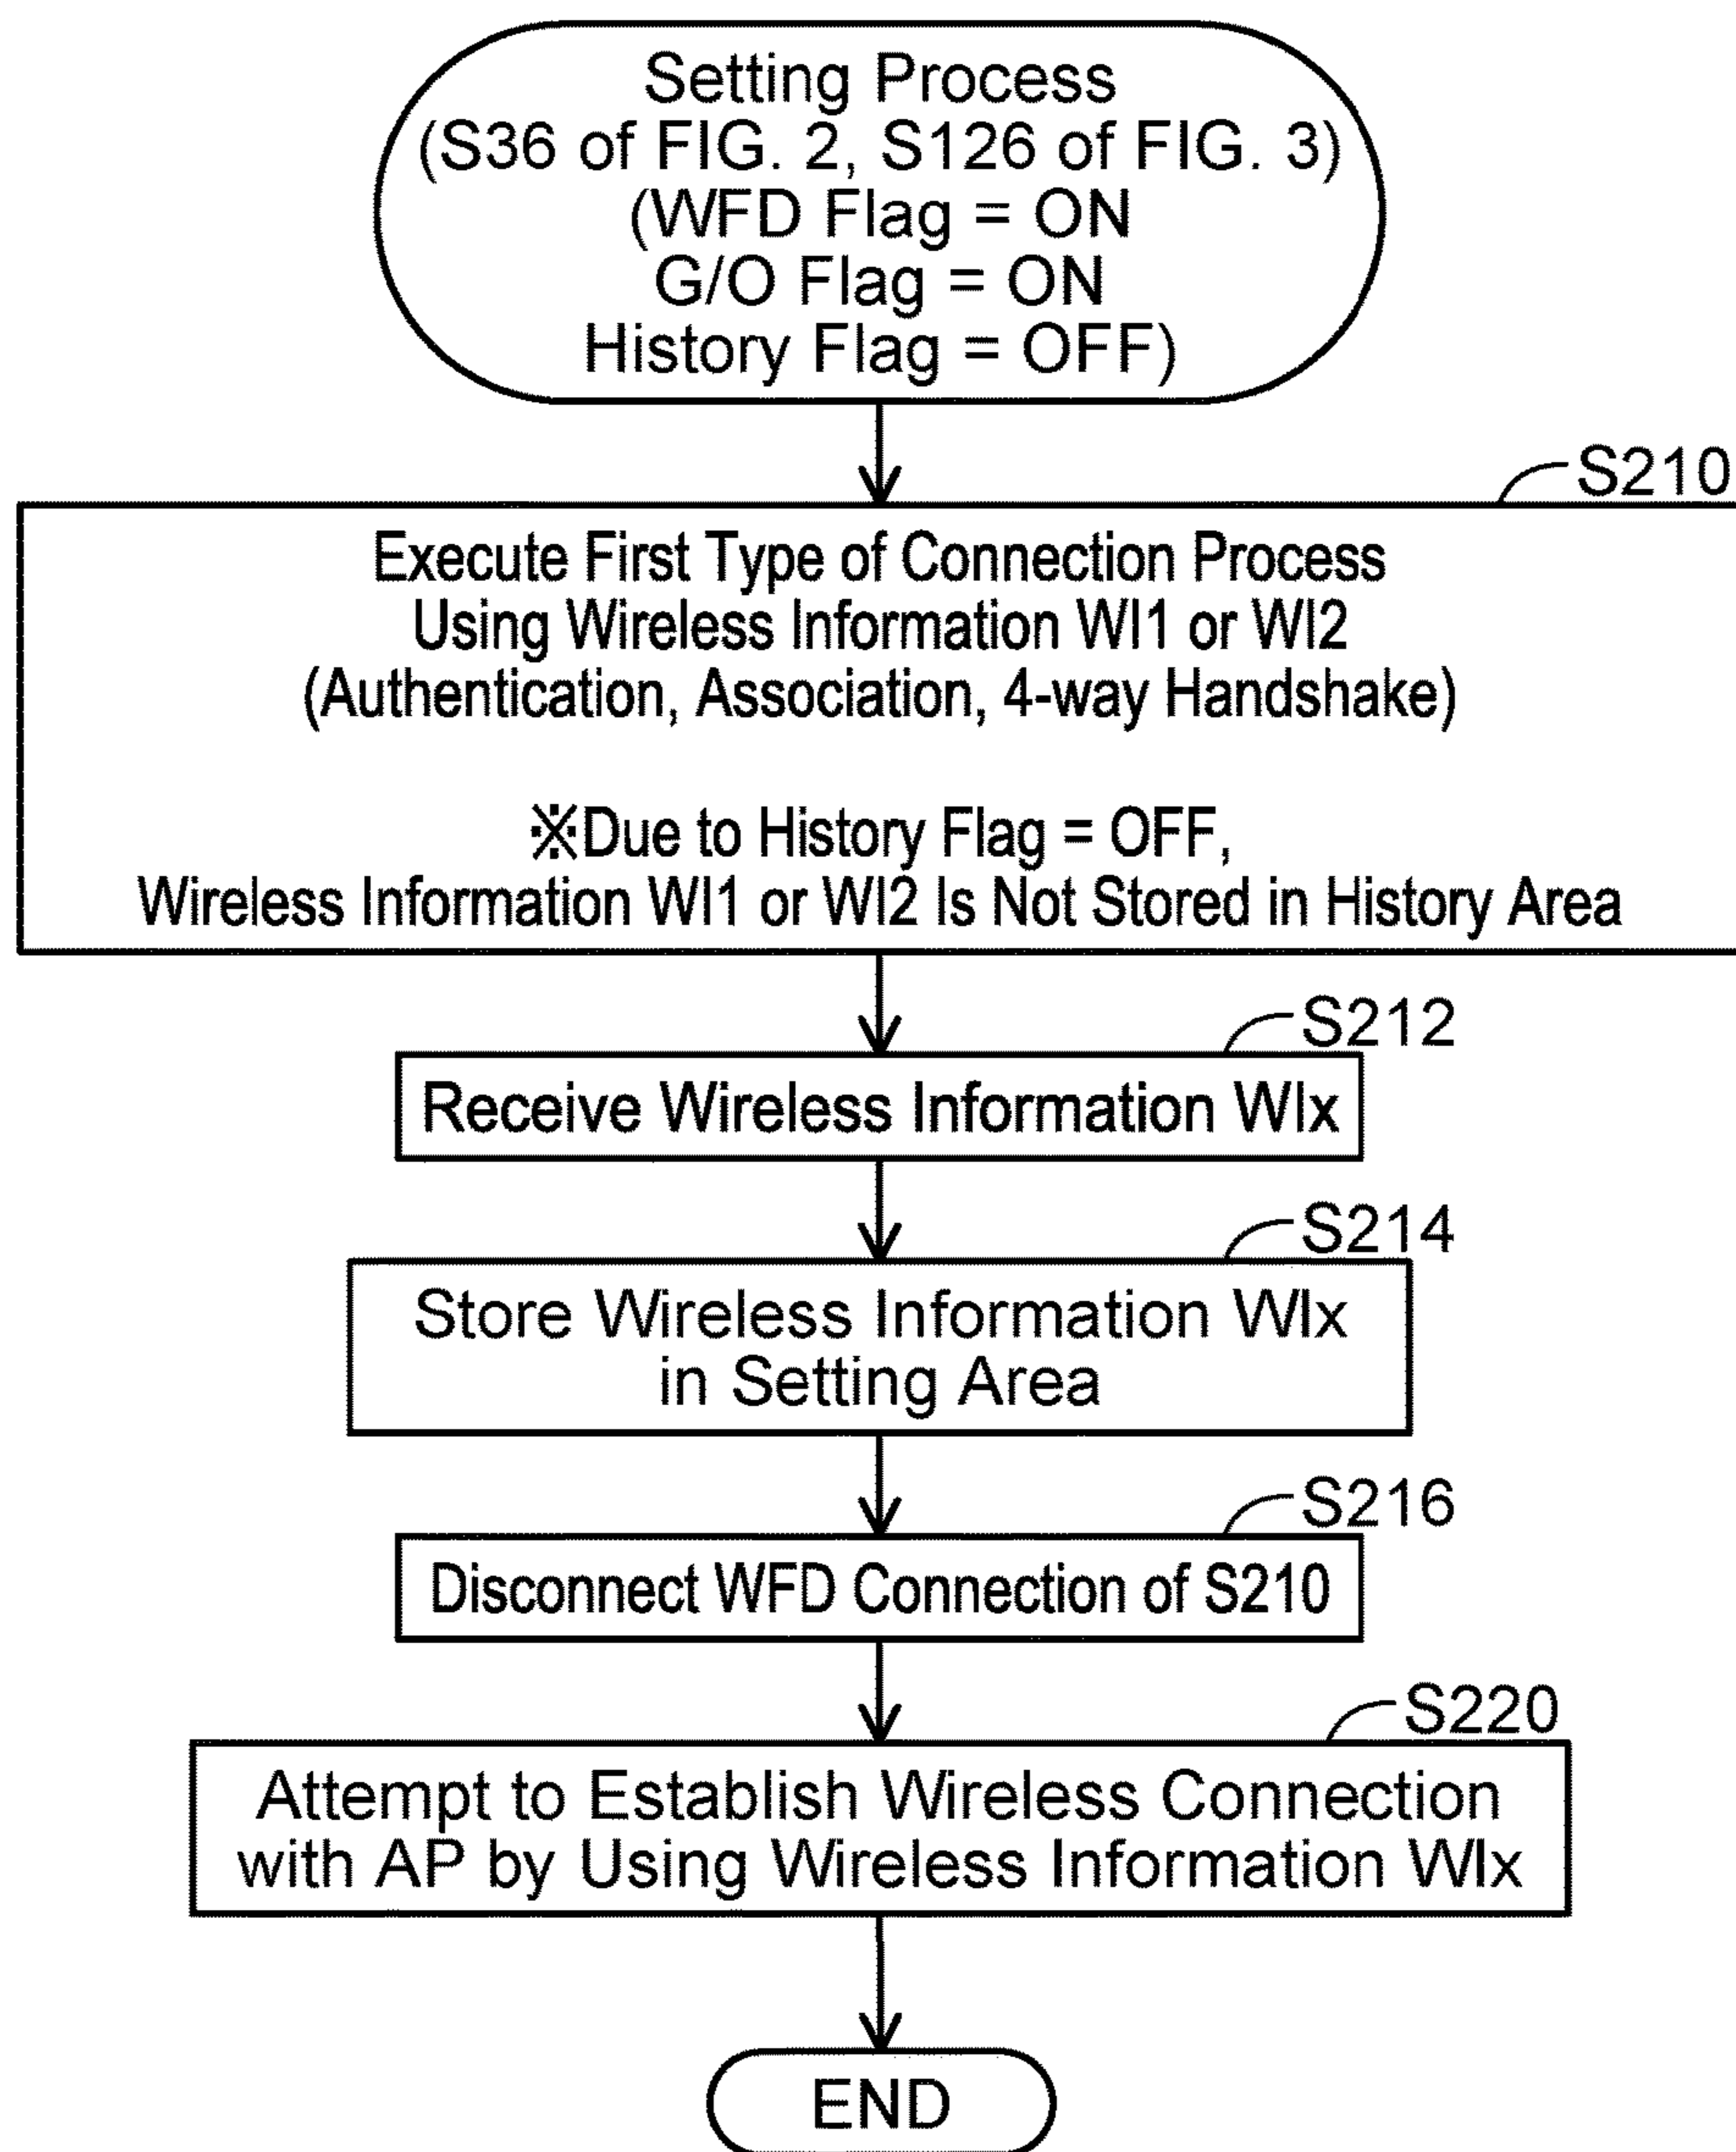 Setting Process
(S36 of FIG. 2, S126 of FIG. 3)
(WFD Flag = ON
G/O Flag = ON
History Flag = OFF)
S210
Execute First Type of Connection Process
Using Wireless Information WI1 or WI2
(Authentication, Association, 4-way Handshake)
※Due to History Flag = OFF,
Wireless Information WI1 or WI2 Is Not Stored in History Area
S212
Receive Wireless Information WIx
S214
Store Wireless Information WIx
in Setting Area
S216
Disconnect WFD Connection of S210
S220
Attempt to Establish Wireless Connection
with AP by Using Wireless Information WIx
END